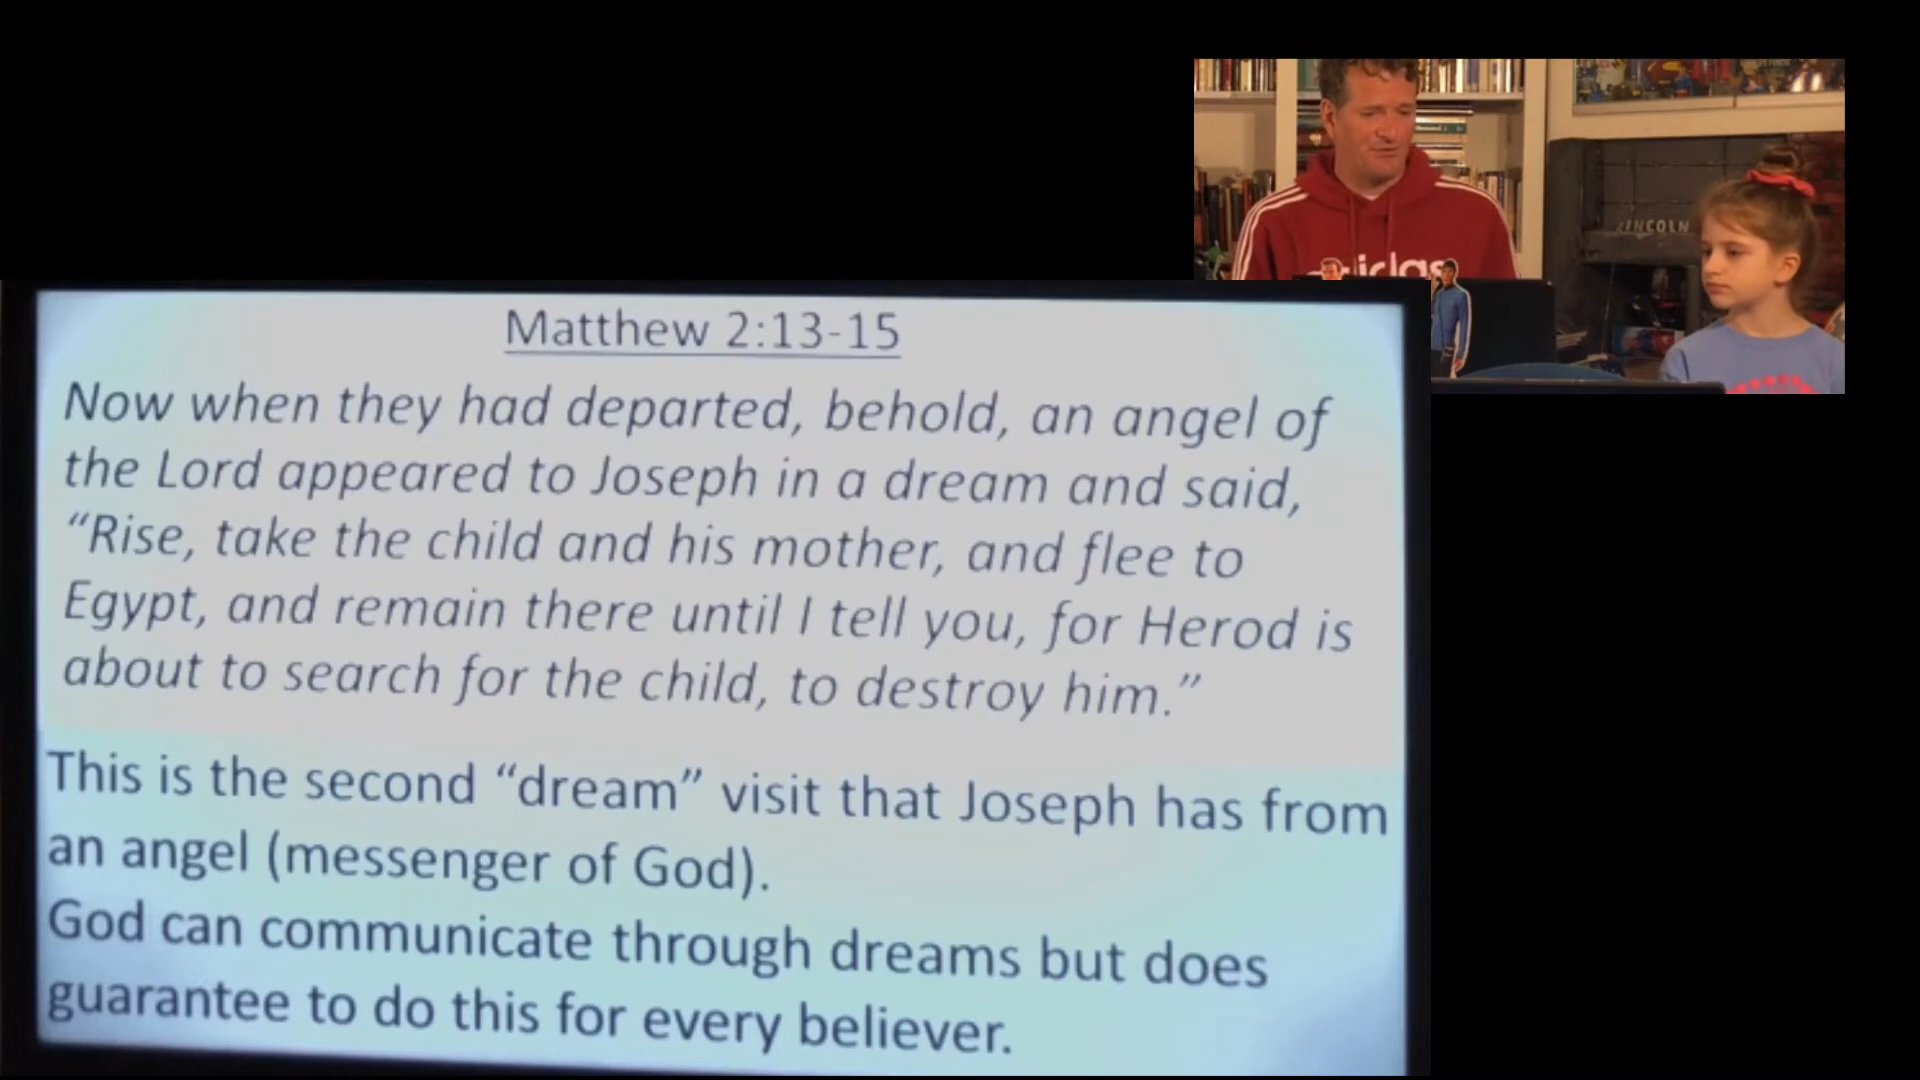 LINCOLN
Matthew 2:13-15
Now when they had departed, behold, an angel of
the Lord appeared to Joseph in a dream and said,
“Rise, take the child and his mother, and flee to
Egypt, and remain there until I tell you, for Herod is
about to search for the child, to destroy him.”
This is the second “dream” visit that Joseph has from
an angel (messenger of God).
God can communicate through dreams but does
guarantee to do this for every believer.